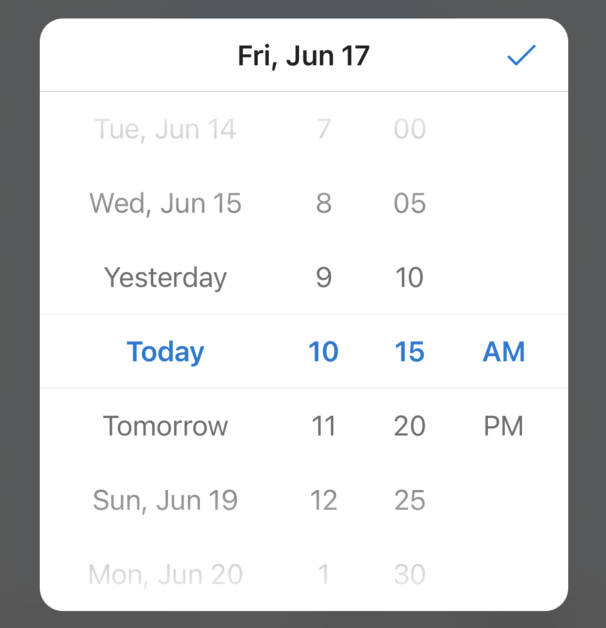 Fri, Jun 17
Tue, Jun 14 7 00
Wed, Jun 15 8 05
Yesterday 9 10
Today 10 15 AM
Tomorrow 11 20 PM
Sun, Jun 19 12 25
Mon, Jun 20 1 30